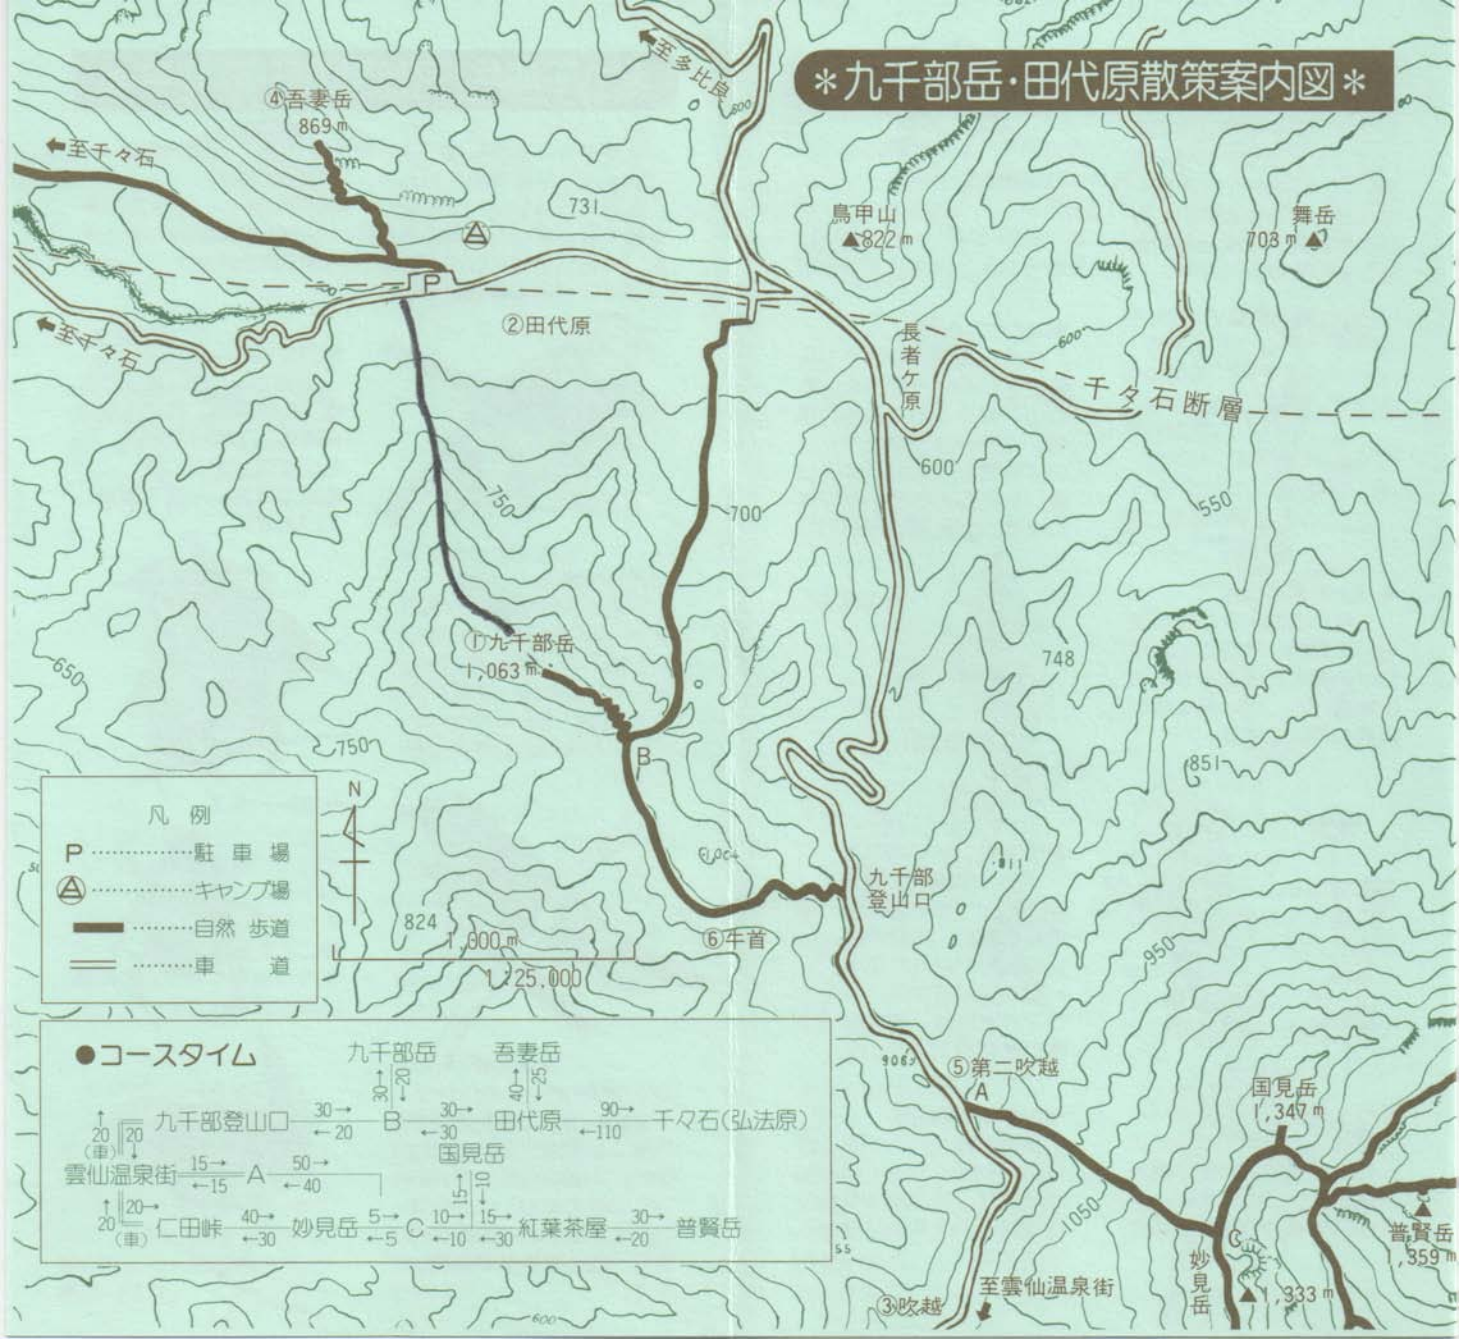 *九千部岳・田代原散策案内図*
至多比良
800
④吾妻岳
869m
至千々石
731
鳥甲山
822m
舞岳
703m
P
②田代原
至千々石
長者ケ原
600
千々石断層
600
750
700
550
①九千部岳
1,063m
650
748
750
B
851
凡例
P…………駐車場
…………キャンプ場
………自然歩道
………車道
N
824
1,000m
1:25,000
九千部
登山口
811
⑥牛首
950
●コースタイム
九千部岳 吾妻岳
30→ ←20 40→ ←25
九千部登山口 30→ ←20 B 30→ ←30 田代原 90→ ←110 千々石(弘法原)
↑20(車) 20↓
国見岳
雲仙温泉街 15→ ←15 A 50→ ←40
15→ ←10
↑20 20→(車) 仁田峠 40→ ←30 妙見岳 5→ ←5 C 10→ ←10 15→ ←30 紅葉茶屋 30→ ←20 普賢岳
⑤第二吹越
A
国見岳
1,347m
1050
C
普賢岳
1,359m
妙見岳
1,333m
至雲仙温泉街
③吹越
600